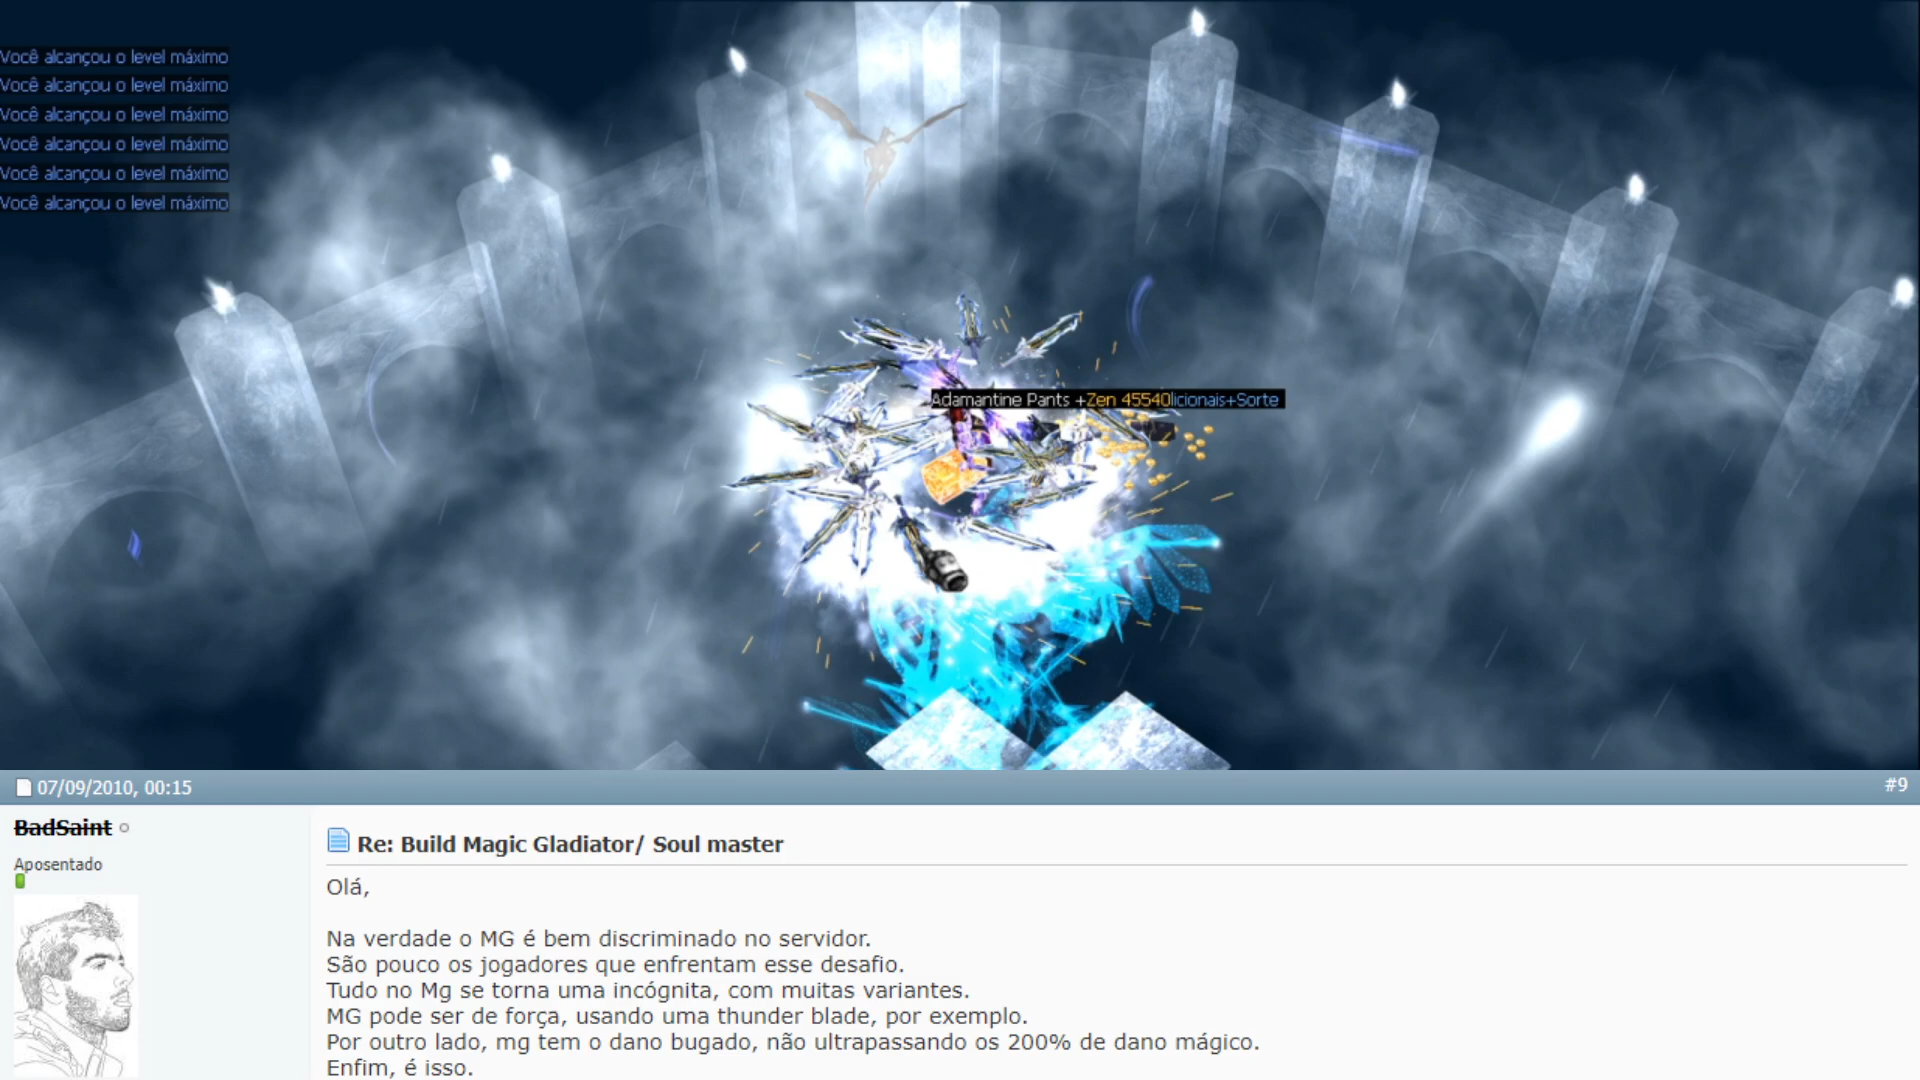 Você alcançou o level máximo
Você alcançou o level máximo
Você alcançou o level máximo
Você alcançou o level máximo
Você alcançou o level máximo
Você alcançou o level máximo
Adamantine Pants +Zen 45540licionais+Sorte
07/09/2010, 00:15 #9
BadSaint
Aposentado
Re: Build Magic Gladiator/ Soul master
Olá,
Na verdade o MG é bem discriminado no servidor.
São pouco os jogadores que enfrentam esse desafio.
Tudo no Mg se torna uma incógnita, com muitas variantes.
MG pode ser de força, usando uma thunder blade, por exemplo.
Por outro lado, mg tem o dano bugado, não ultrapassando os 200% de dano mágico.
Enfim, é isso.